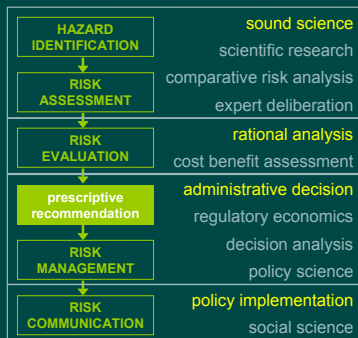 HAZARD
IDENTIFICATION
RISK
ASSESSMENT
RISK
EVALUATION
prescriptive
recommendation
RISK
MANAGEMENT
RISK
COMMUNICATION
sound science
scientific research
comparative risk analysis
expert deliberation
rational analysis
cost benefit assessment
administrative decision
regulatory economics
decision analysis
policy science
policy implementation
social science